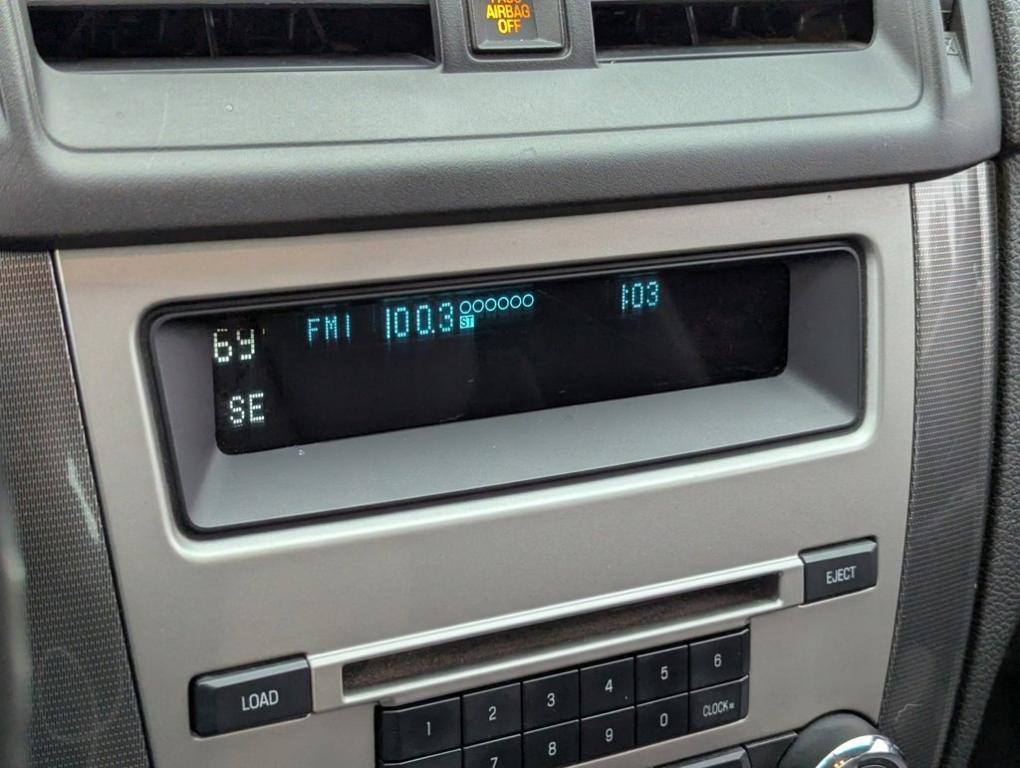 PASS
AIRBAG
OFF
69° FM1 100.3 ST 1:03
SE
EJECT
LOAD
1 2 3 4 5 6
7 8 9 0 CLOCK